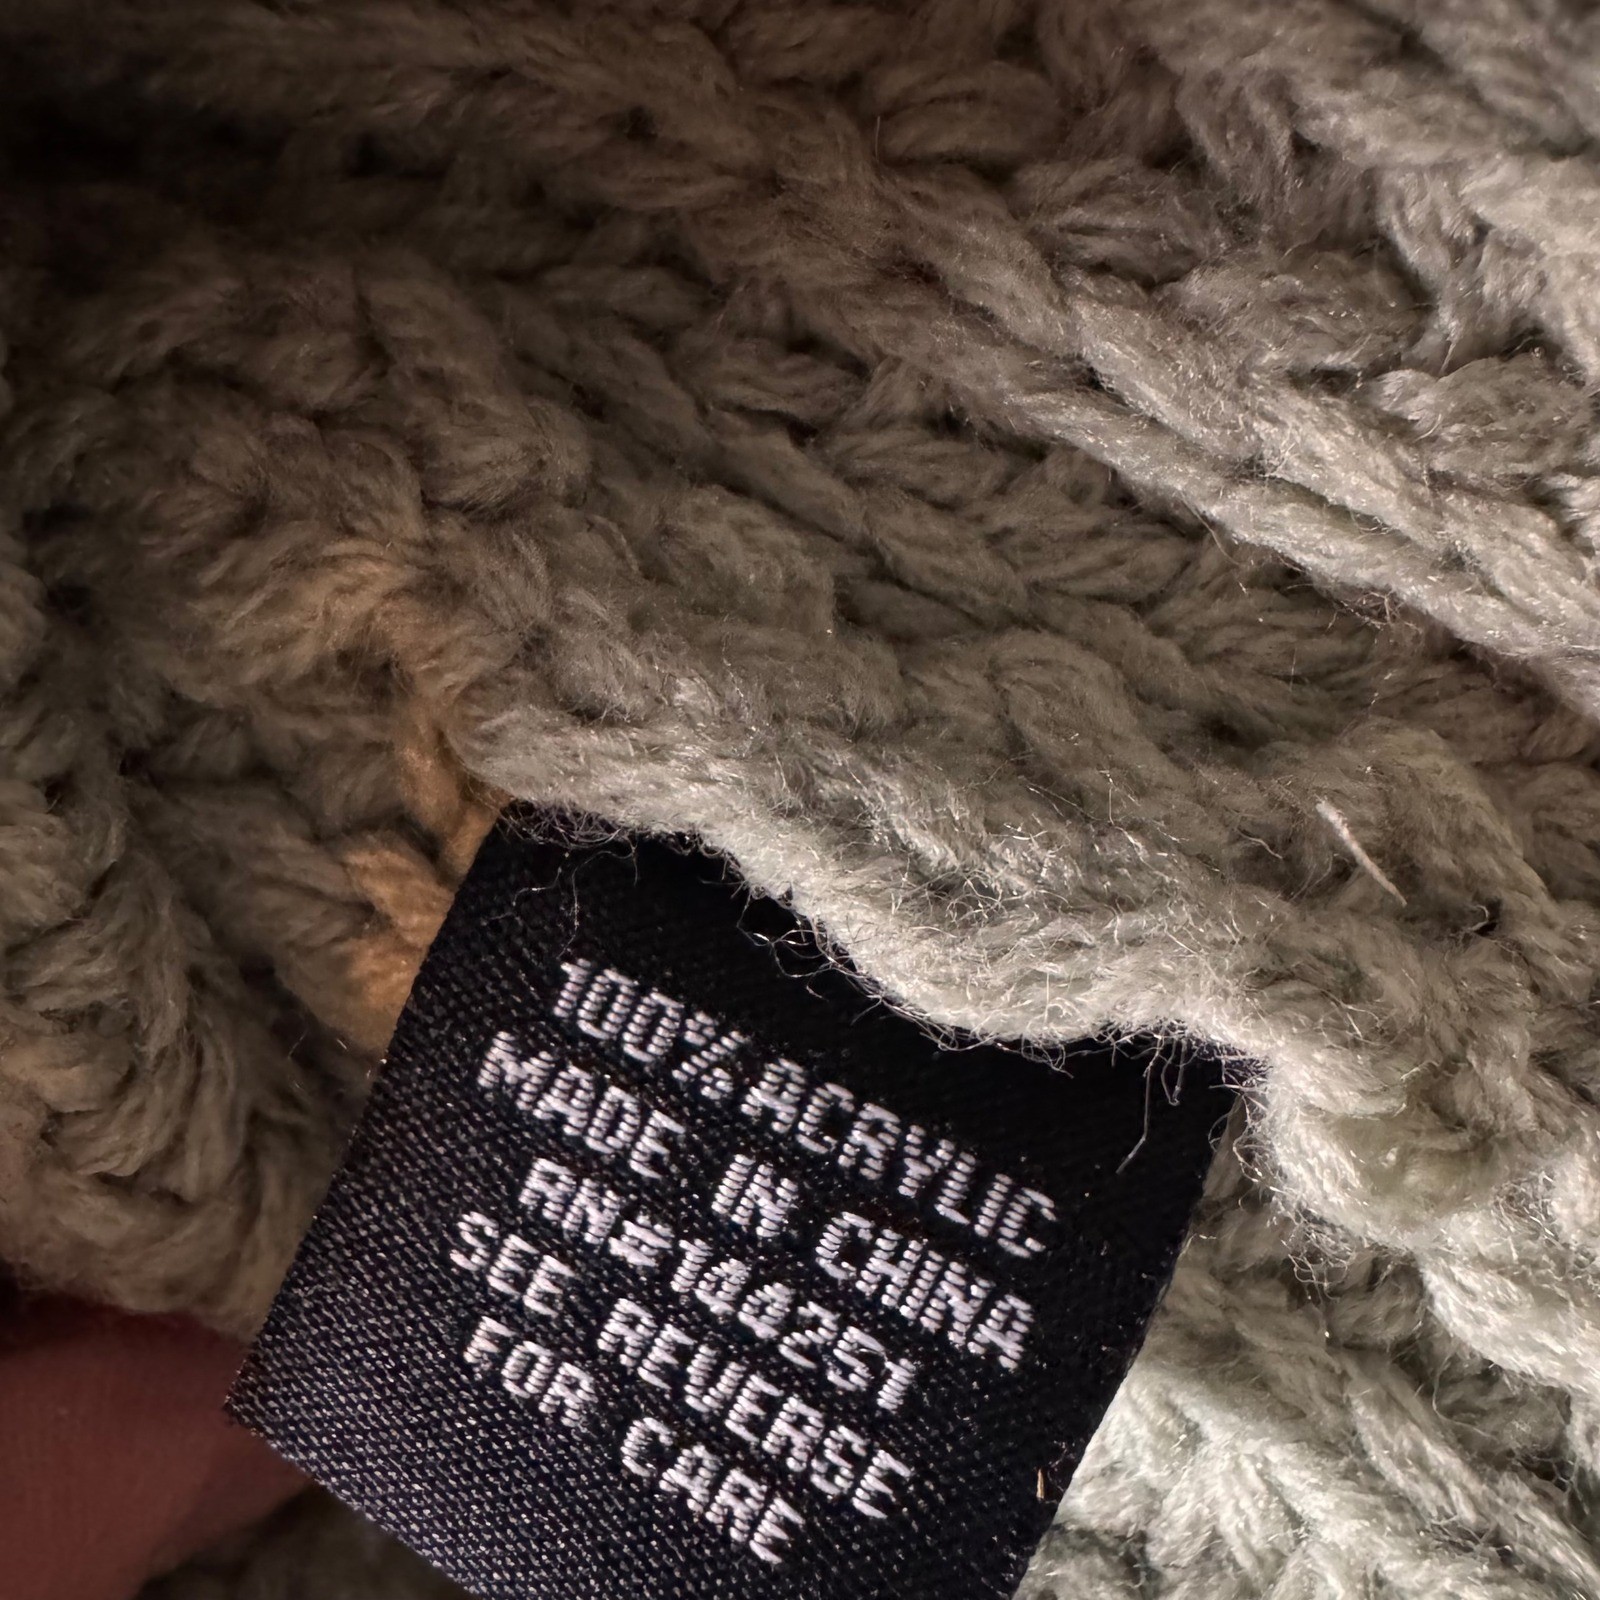 100% ACRYLIC
MADE IN CHINA
RN#144251
SEE REVERSE
FOR CARE